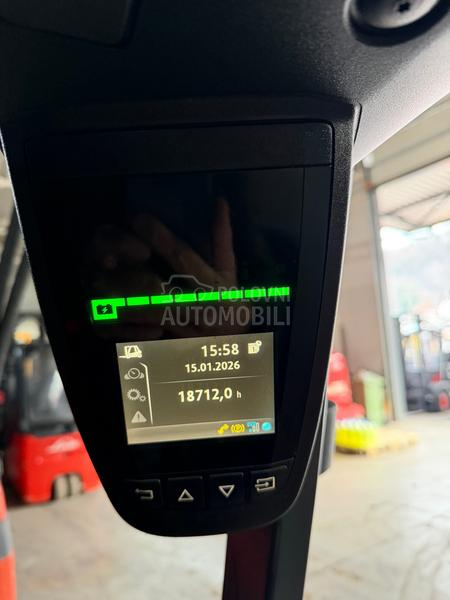 POLOVNI
AUTOMOBILI
15:58
15.01.2026
18712,0 h